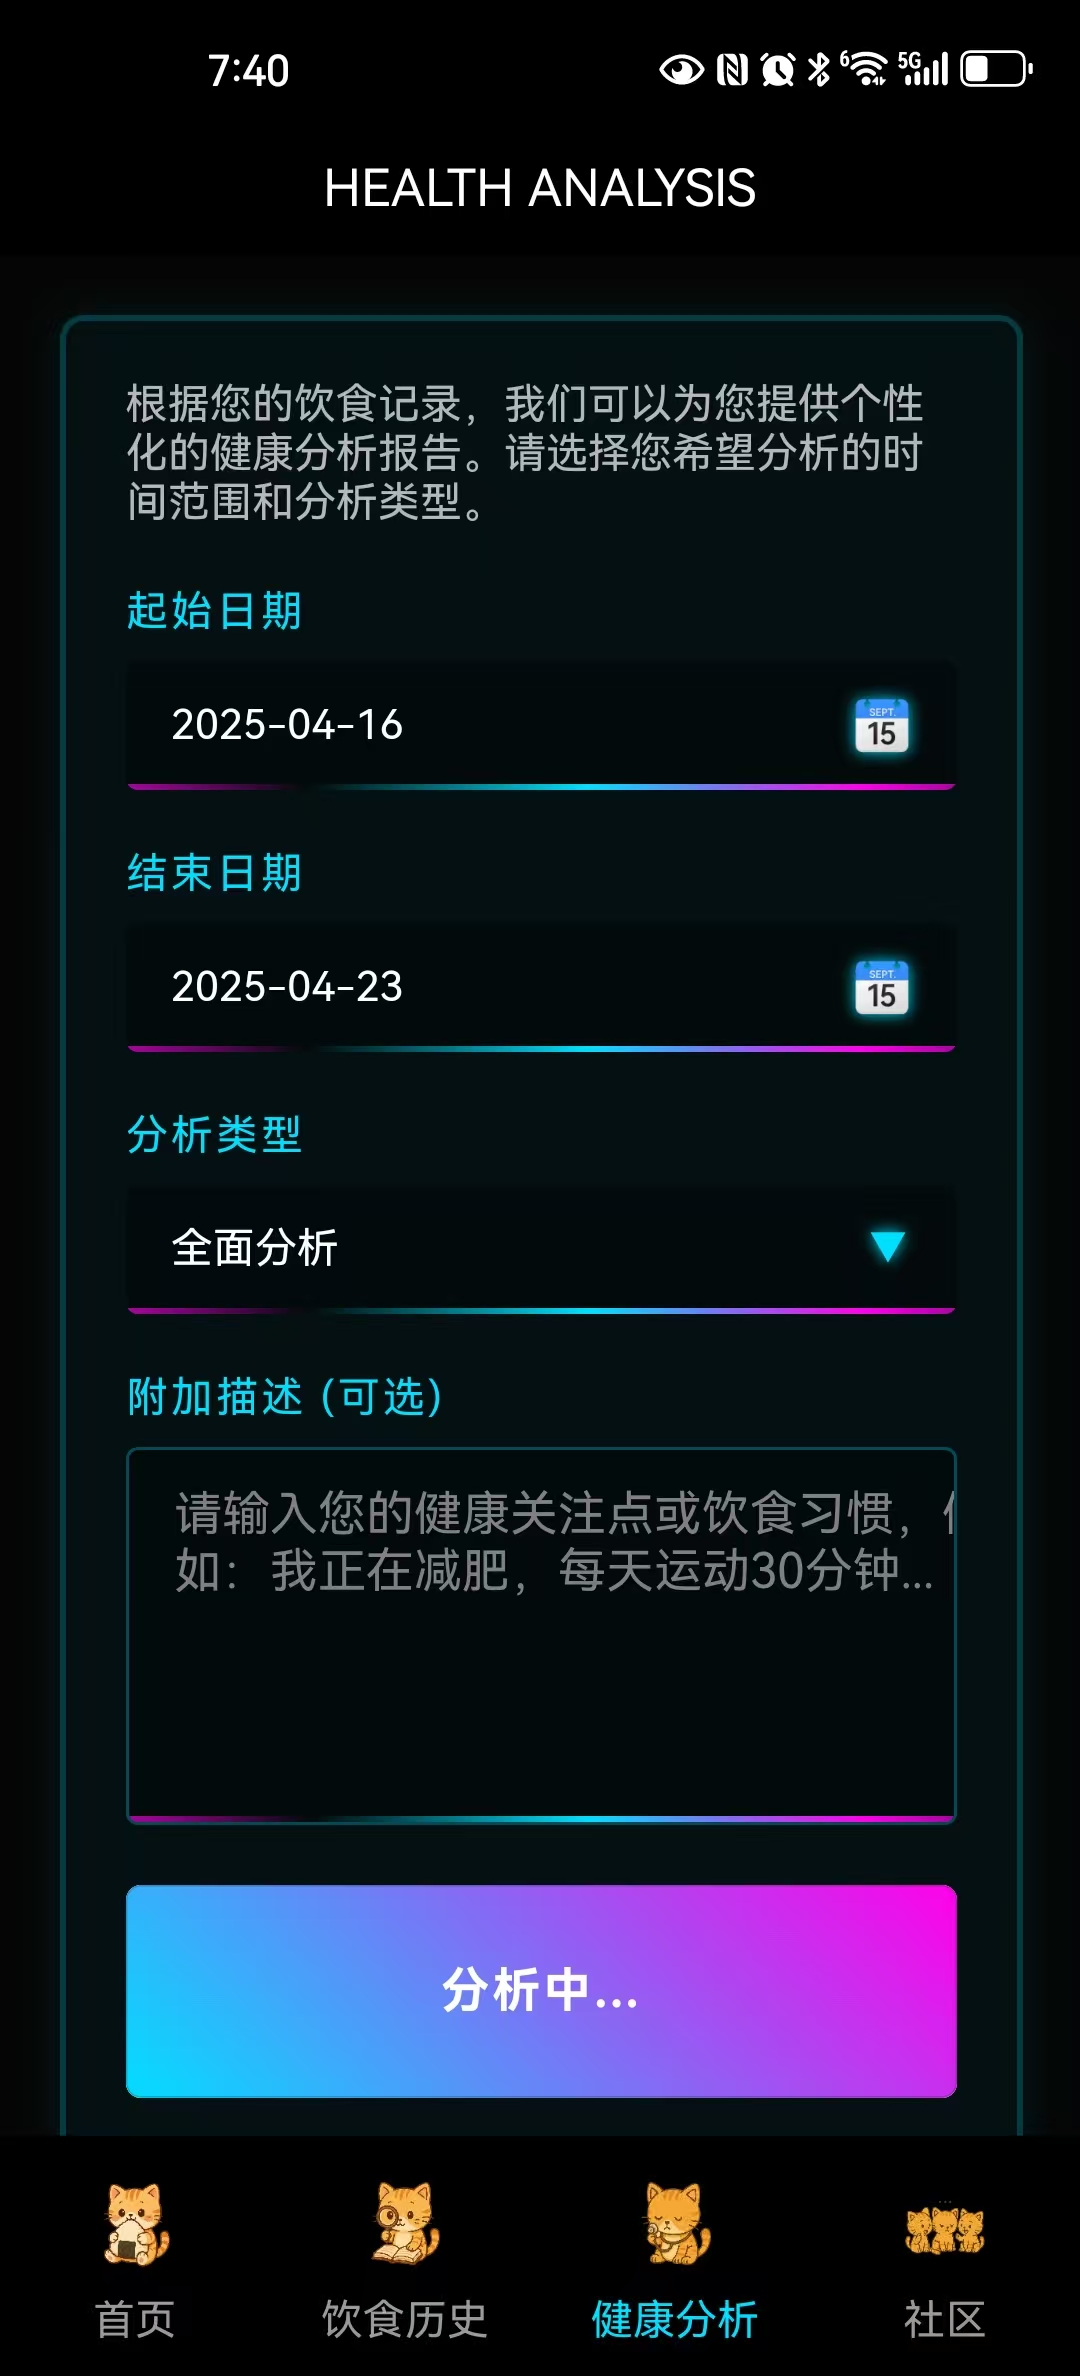 7:40
6 5G
HEALTH ANALYSIS
根据您的饮食记录，我们可以为您提供个性
化的健康分析报告。请选择您希望分析的时
间范围和分析类型。
起始日期
2025-04-16
SEPT.
15
结束日期
2025-04-23
SEPT.
15
分析类型
全面分析
附加描述 (可选)
请输入您的健康关注点或饮食习惯，
如：我正在减肥，每天运动30分钟...
分析中...
首页 饮食历史 健康分析 社区